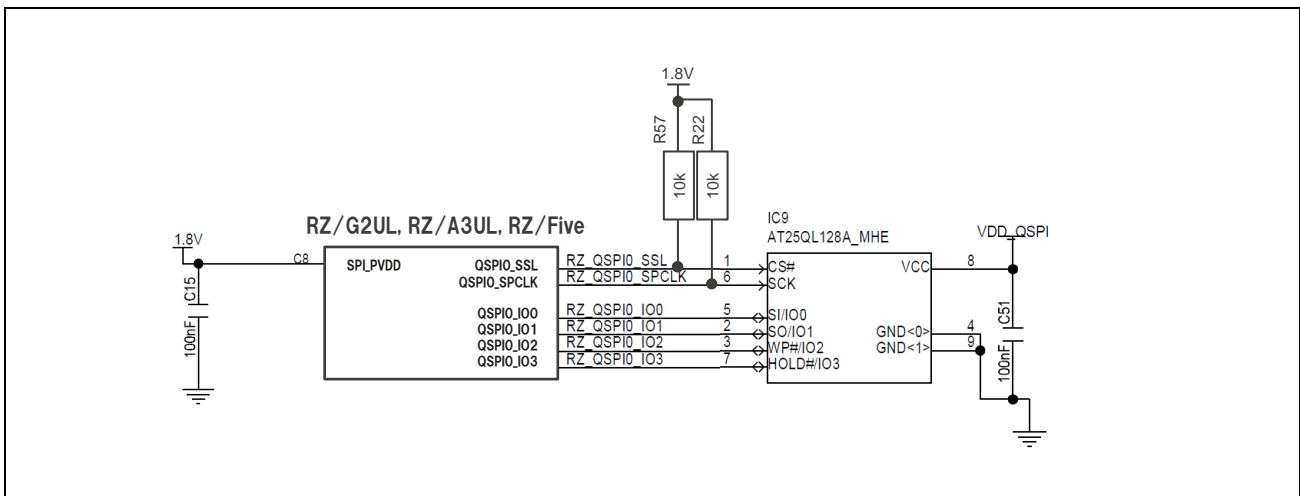 1.8V
R57
R22
10k
10k
RZ/G2UL, RZ/A3UL, RZ/Five
IC9
AT25QL128A_MHE
VDD_QSPI
1.8V
C8
SPI_PVDD
QSPI0_SSL
RZ_QSPI0_SSL
1
CS#
VCC
8
QSPI0_SPCLK
RZ_QSPI0_SPCLK
6
SCK
C15
100nF
QSPI0_IO0
RZ_QSPI0_IO0
5
SI/IO0
QSPI0_IO1
RZ_QSPI0_IO1
2
SO/IO1
GND<0>
4
QSPI0_IO2
RZ_QSPI0_IO2
3
WP#/IO2
GND<1>
9
QSPI0_IO3
RZ_QSPI0_IO3
7
HOLD#/IO3
C51
100nF